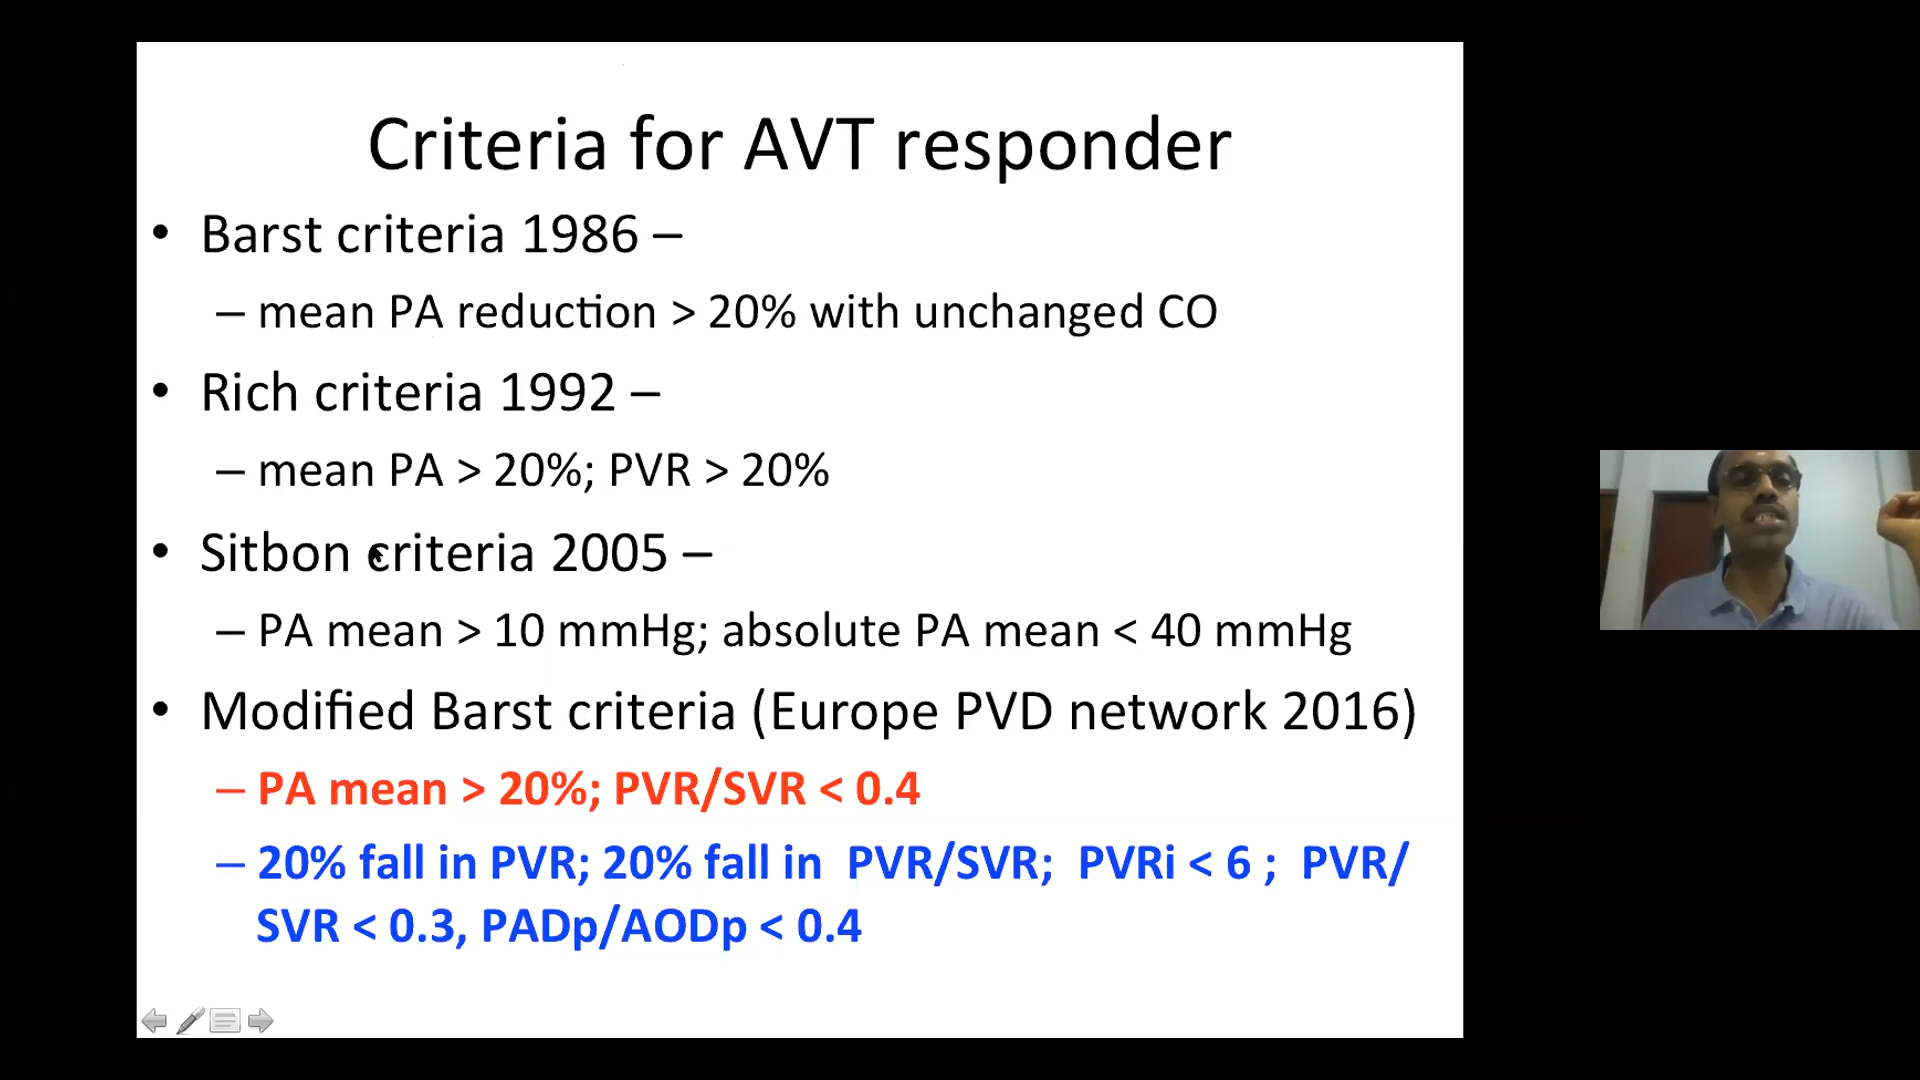 Criteria for AVT responder
• Barst criteria 1986 –
– mean PA reduction > 20% with unchanged CO
• Rich criteria 1992 –
– mean PA > 20%; PVR > 20%
• Sitbon criteria 2005 –
– PA mean > 10 mmHg; absolute PA mean < 40 mmHg
• Modified Barst criteria (Europe PVD network 2016)
– PA mean > 20%; PVR/SVR < 0.4
– 20% fall in PVR; 20% fall in PVR/SVR; PVRi < 6 ; PVR/
SVR < 0.3, PADp/AODp < 0.4